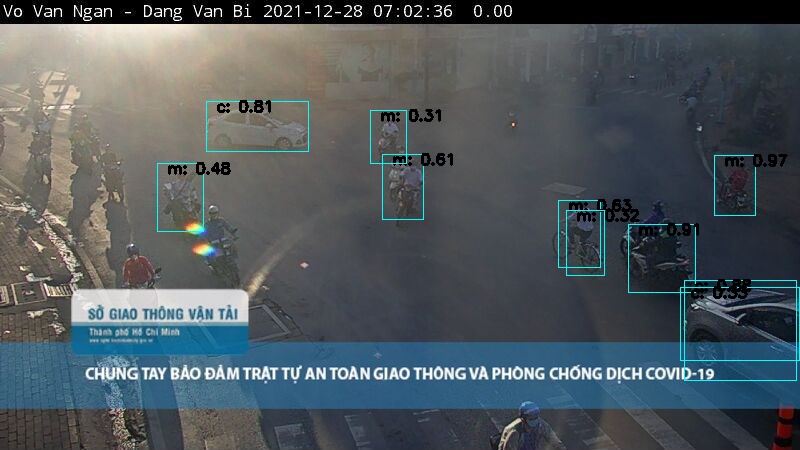 Vo Van Ngan - Dang Van Bi 2021-12-28 07:02:36 0.00
c: 0.81
m: 0.31
m: 0.61
m: 0.48
m: 0.97
m: 0.63
m: 0.32
m: 0.91
c: 0.33
SỞ GIAO THÔNG VẬN TẢI
Thành phố Hồ Chí Minh
CHUNG TAY BẢO ĐẢM TRẬT TỰ AN TOÀN GIAO THÔNG VÀ PHÒNG CHỐNG DỊCH COVID-19